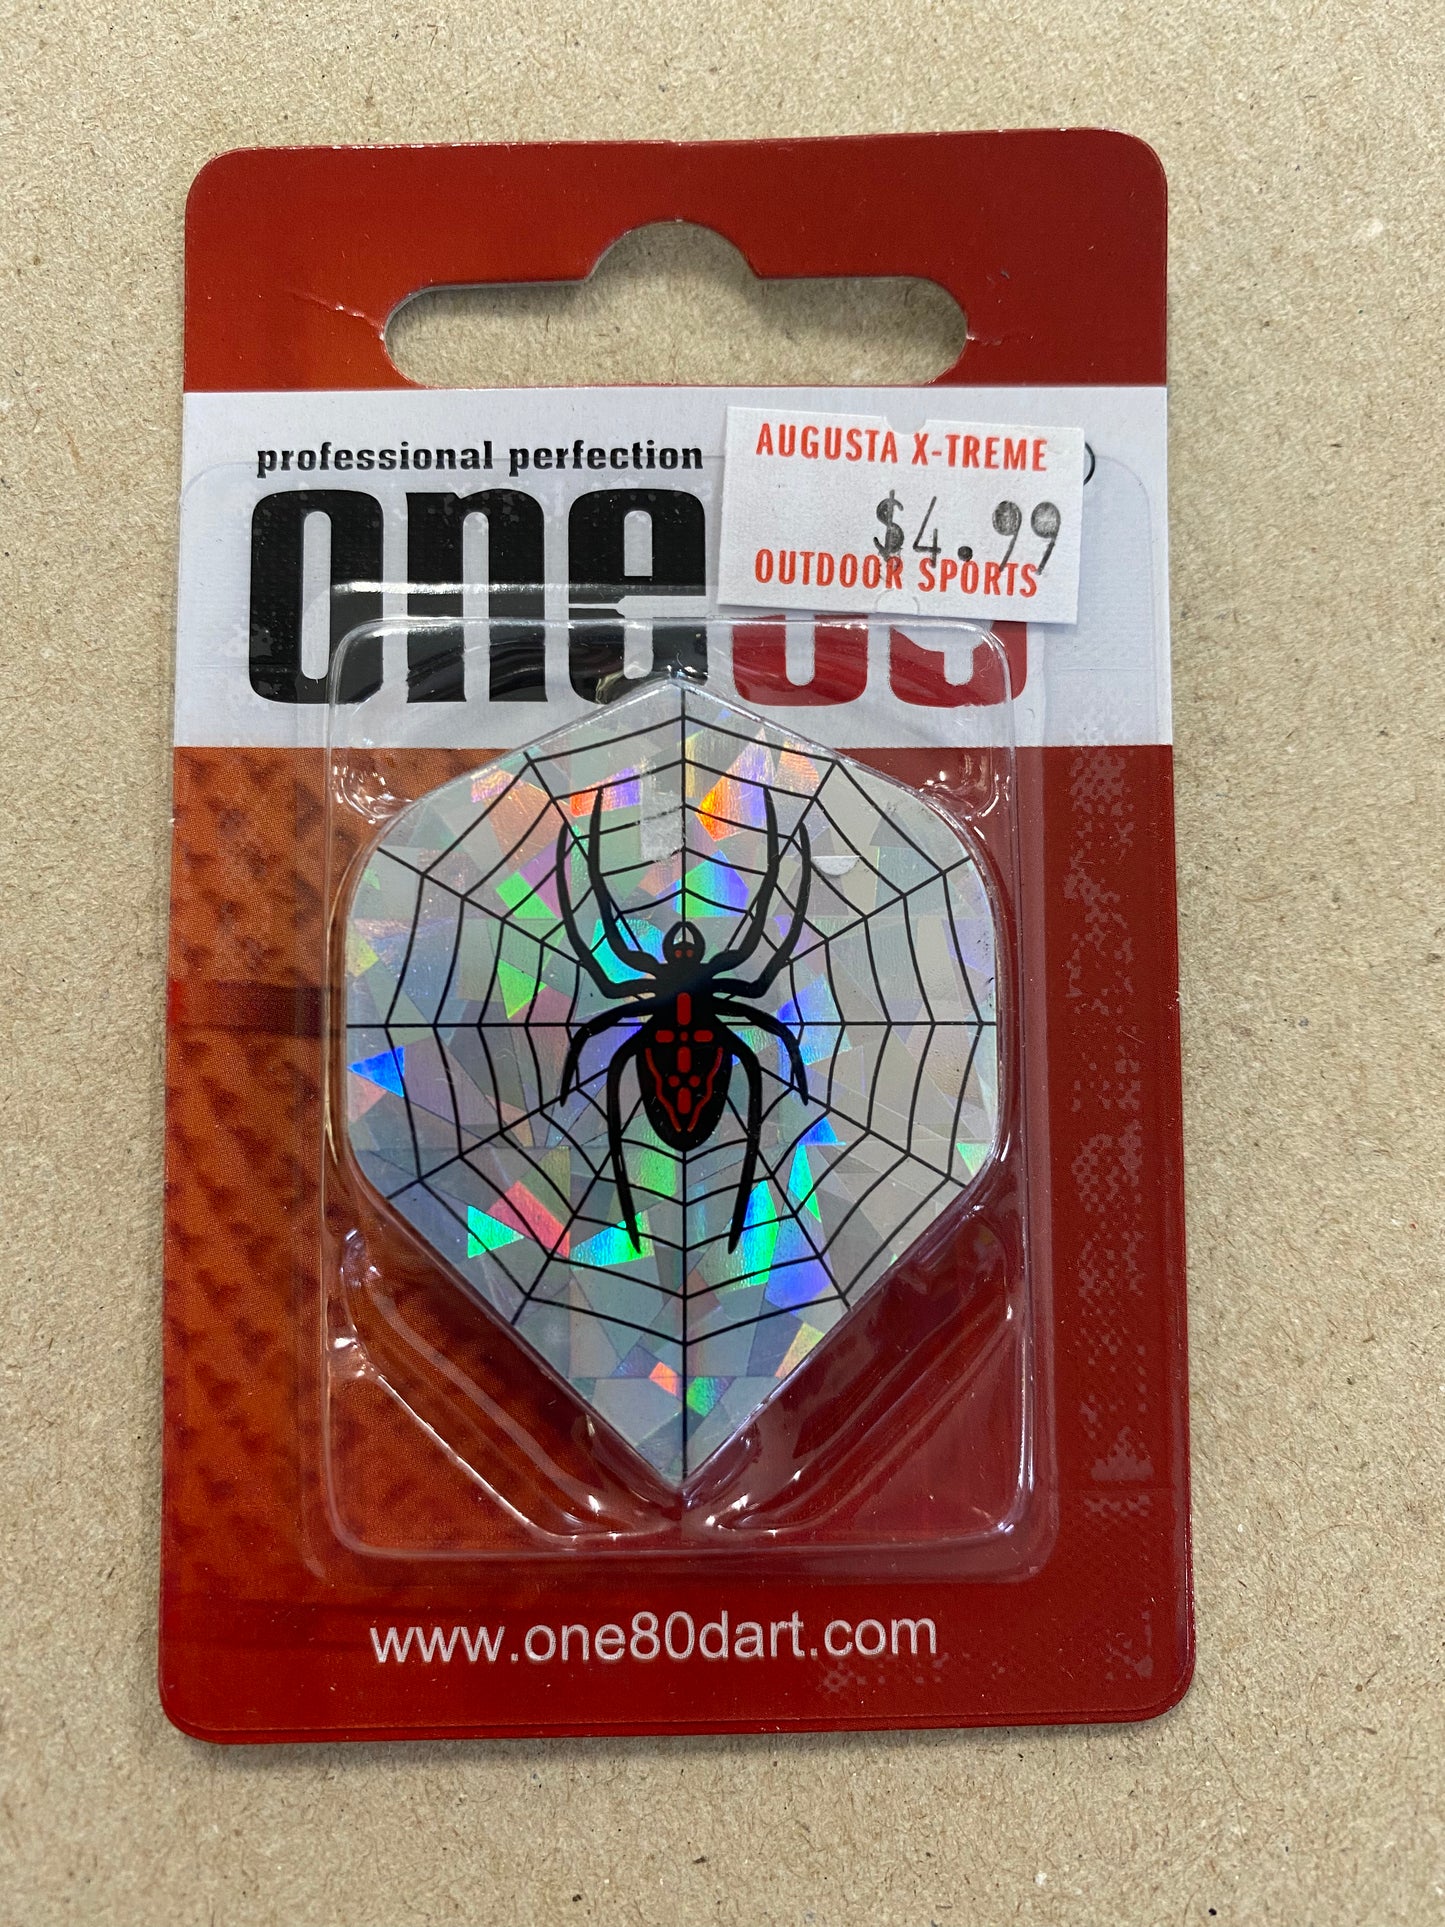 professional perfection
one
AUGUSTA X-TREME
$4.99
OUTDOOR SPORTS
www.one80dart.com